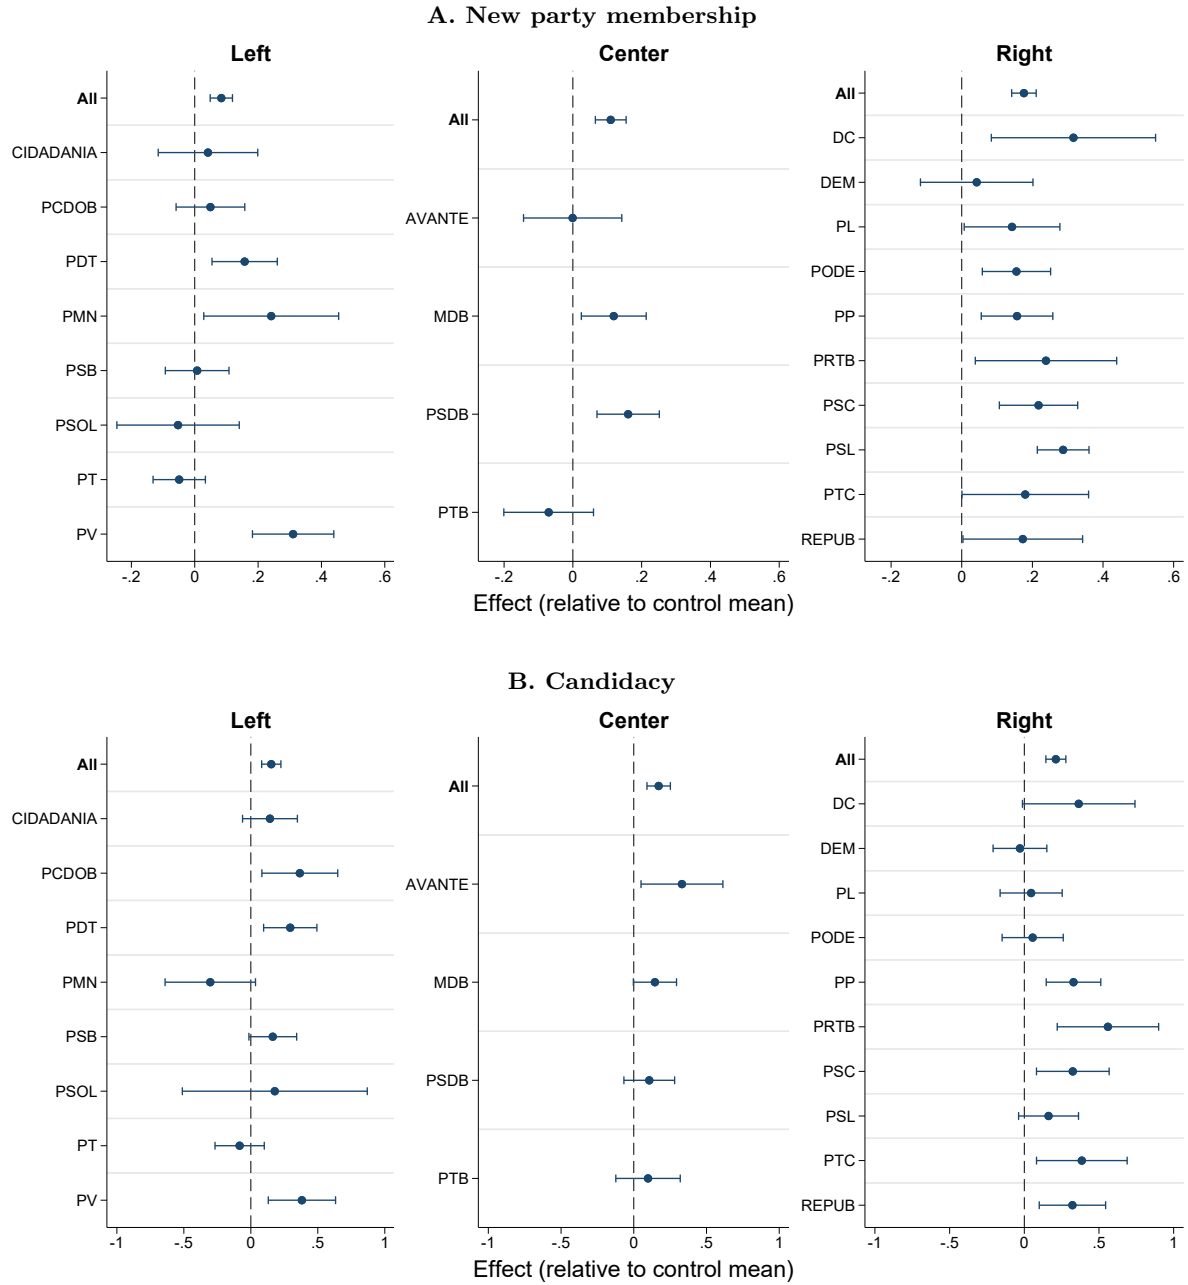 A. New party membership
Left
Center
Right
All
CIDADANIA
PCDOB
PDT
PMN
PSB
PSOL
PT
PV
-.2 0 .2 .4 .6
All
AVANTE
MDB
PSDB
PTB
-.2 0 .2 .4 .6
All
DC
DEM
PL
PODE
PP
PRTB
PSC
PSL
PTC
REPUB
-.2 0 .2 .4 .6
Effect (relative to control mean)
B. Candidacy
Left
Center
Right
All
CIDADANIA
PCDOB
PDT
PMN
PSB
PSOL
PT
PV
-1 -.5 0 .5 1
All
AVANTE
MDB
PSDB
PTB
-1 -.5 0 .5 1
All
DC
DEM
PL
PODE
PP
PRTB
PSC
PSL
PTC
REPUB
-1 -.5 0 .5 1
Effect (relative to control mean)